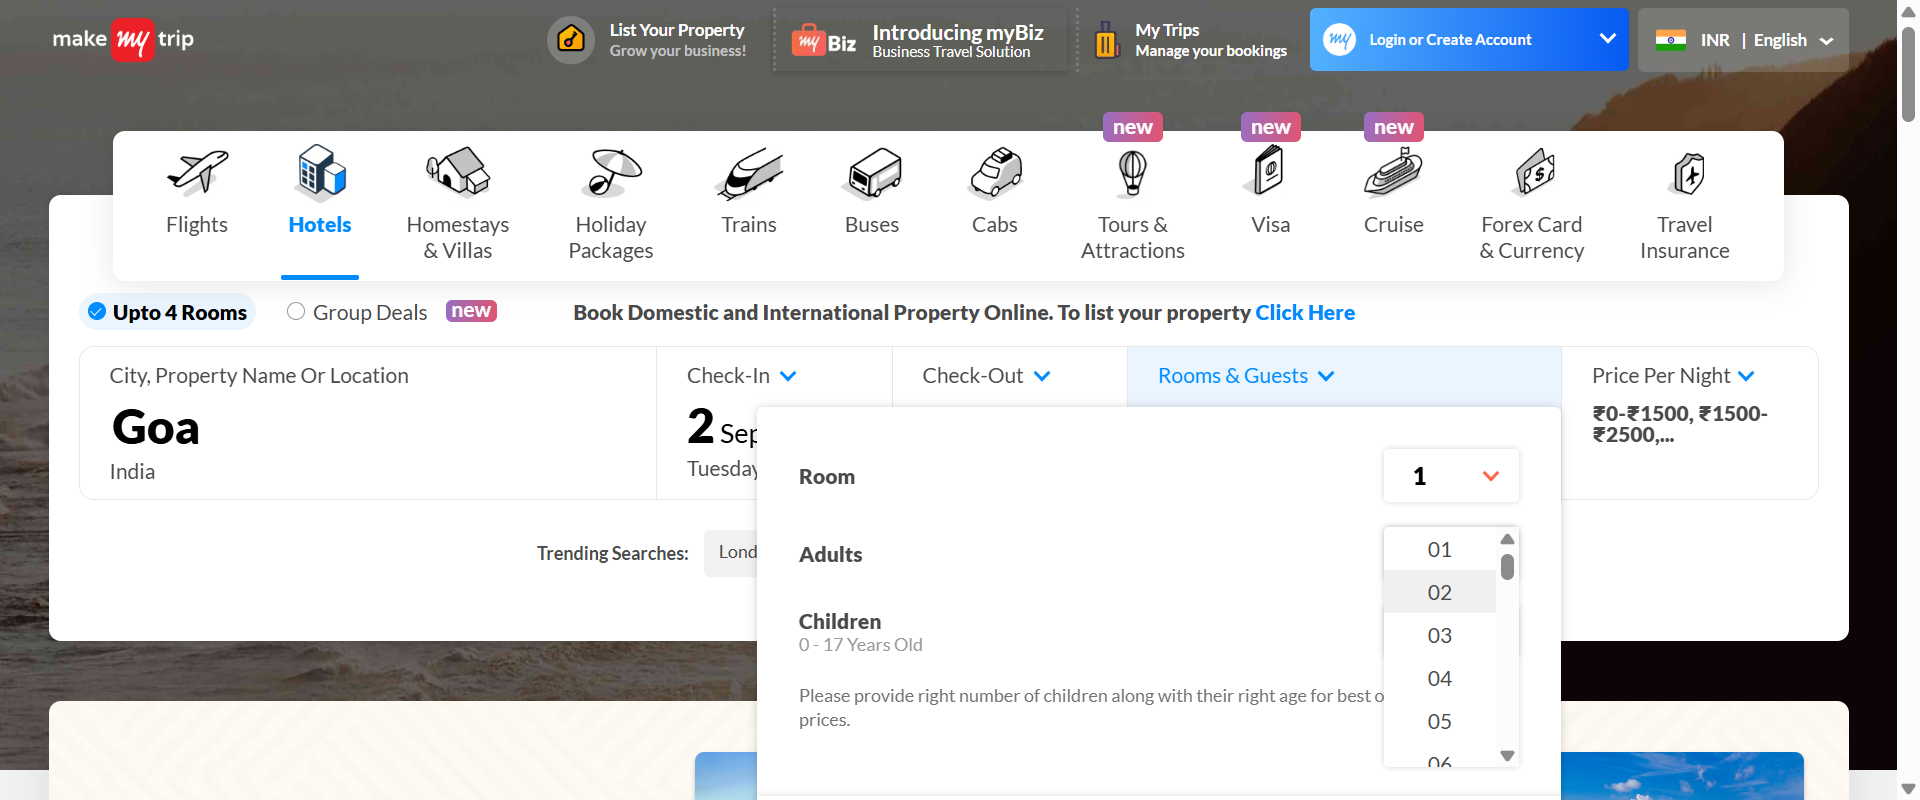 make my trip
List Your Property
Grow your business!
my Biz
Introducing myBiz
Business Travel Solution
My Trips
Manage your bookings
my
Login or Create Account
INR | English
new
new
new
Flights
Hotels
Homestays
& Villas
Holiday
Packages
Trains
Buses
Cabs
Tours &
Attractions
Visa
Cruise
Forex Card
& Currency
Travel
Insurance
Upto 4 Rooms
Group Deals
new
Book Domestic and International Property Online. To list your property Click Here
City, Property Name Or Location
Goa
India
Check-In
2 Sep
Tuesday
Check-Out
Rooms & Guests
Price Per Night
₹0-₹1500, ₹1500-
₹2500,...
Trending Searches:
Lond
Room
1
Adults
01
02
03
04
05
06
Children
0 - 17 Years Old
Please provide right number of children along with their right age for best o
prices.